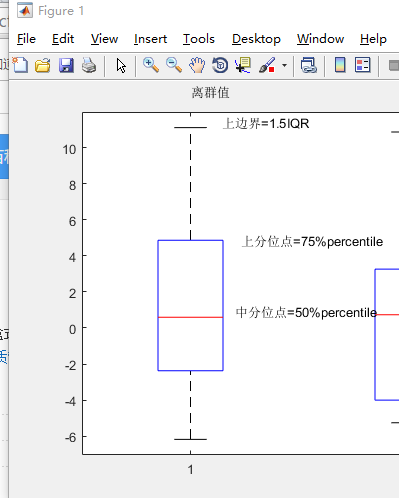 Figure 1
File Edit View Insert Tools Desktop Window Help
离群值
上边界=1.5IQR
10
8
6
上分位点=75%percentile
4
2
中分位点=50%percentile
0
-2
-4
-6
1